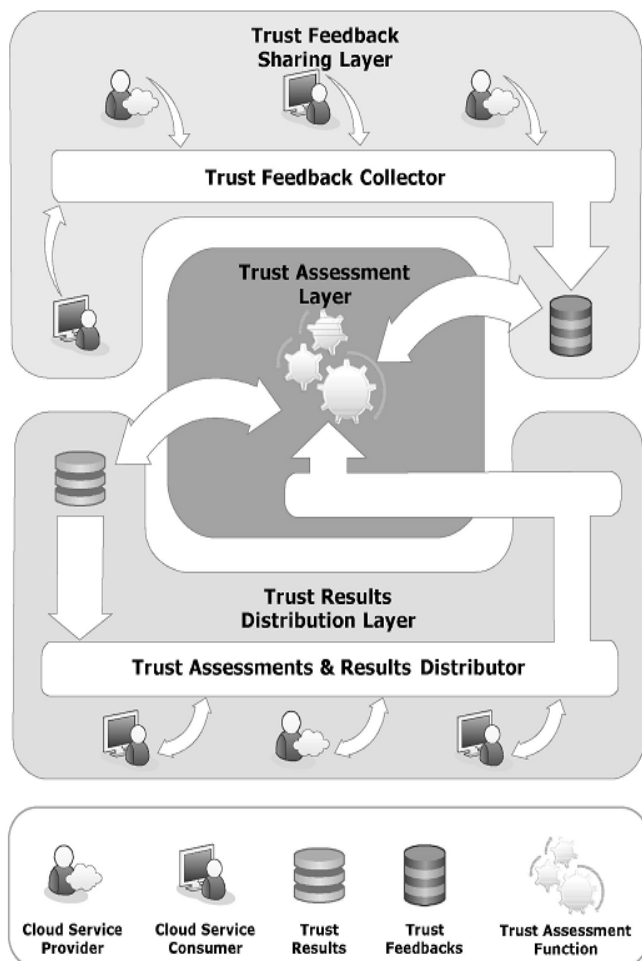 Trust Feedback
Sharing Layer
Trust Feedback Collector
Trust Assessment
Layer
Trust Results
Distribution Layer
Trust Assessments & Results Distributor
Cloud Service
Provider
Cloud Service
Consumer
Trust
Results
Trust
Feedbacks
Trust Assessment
Function